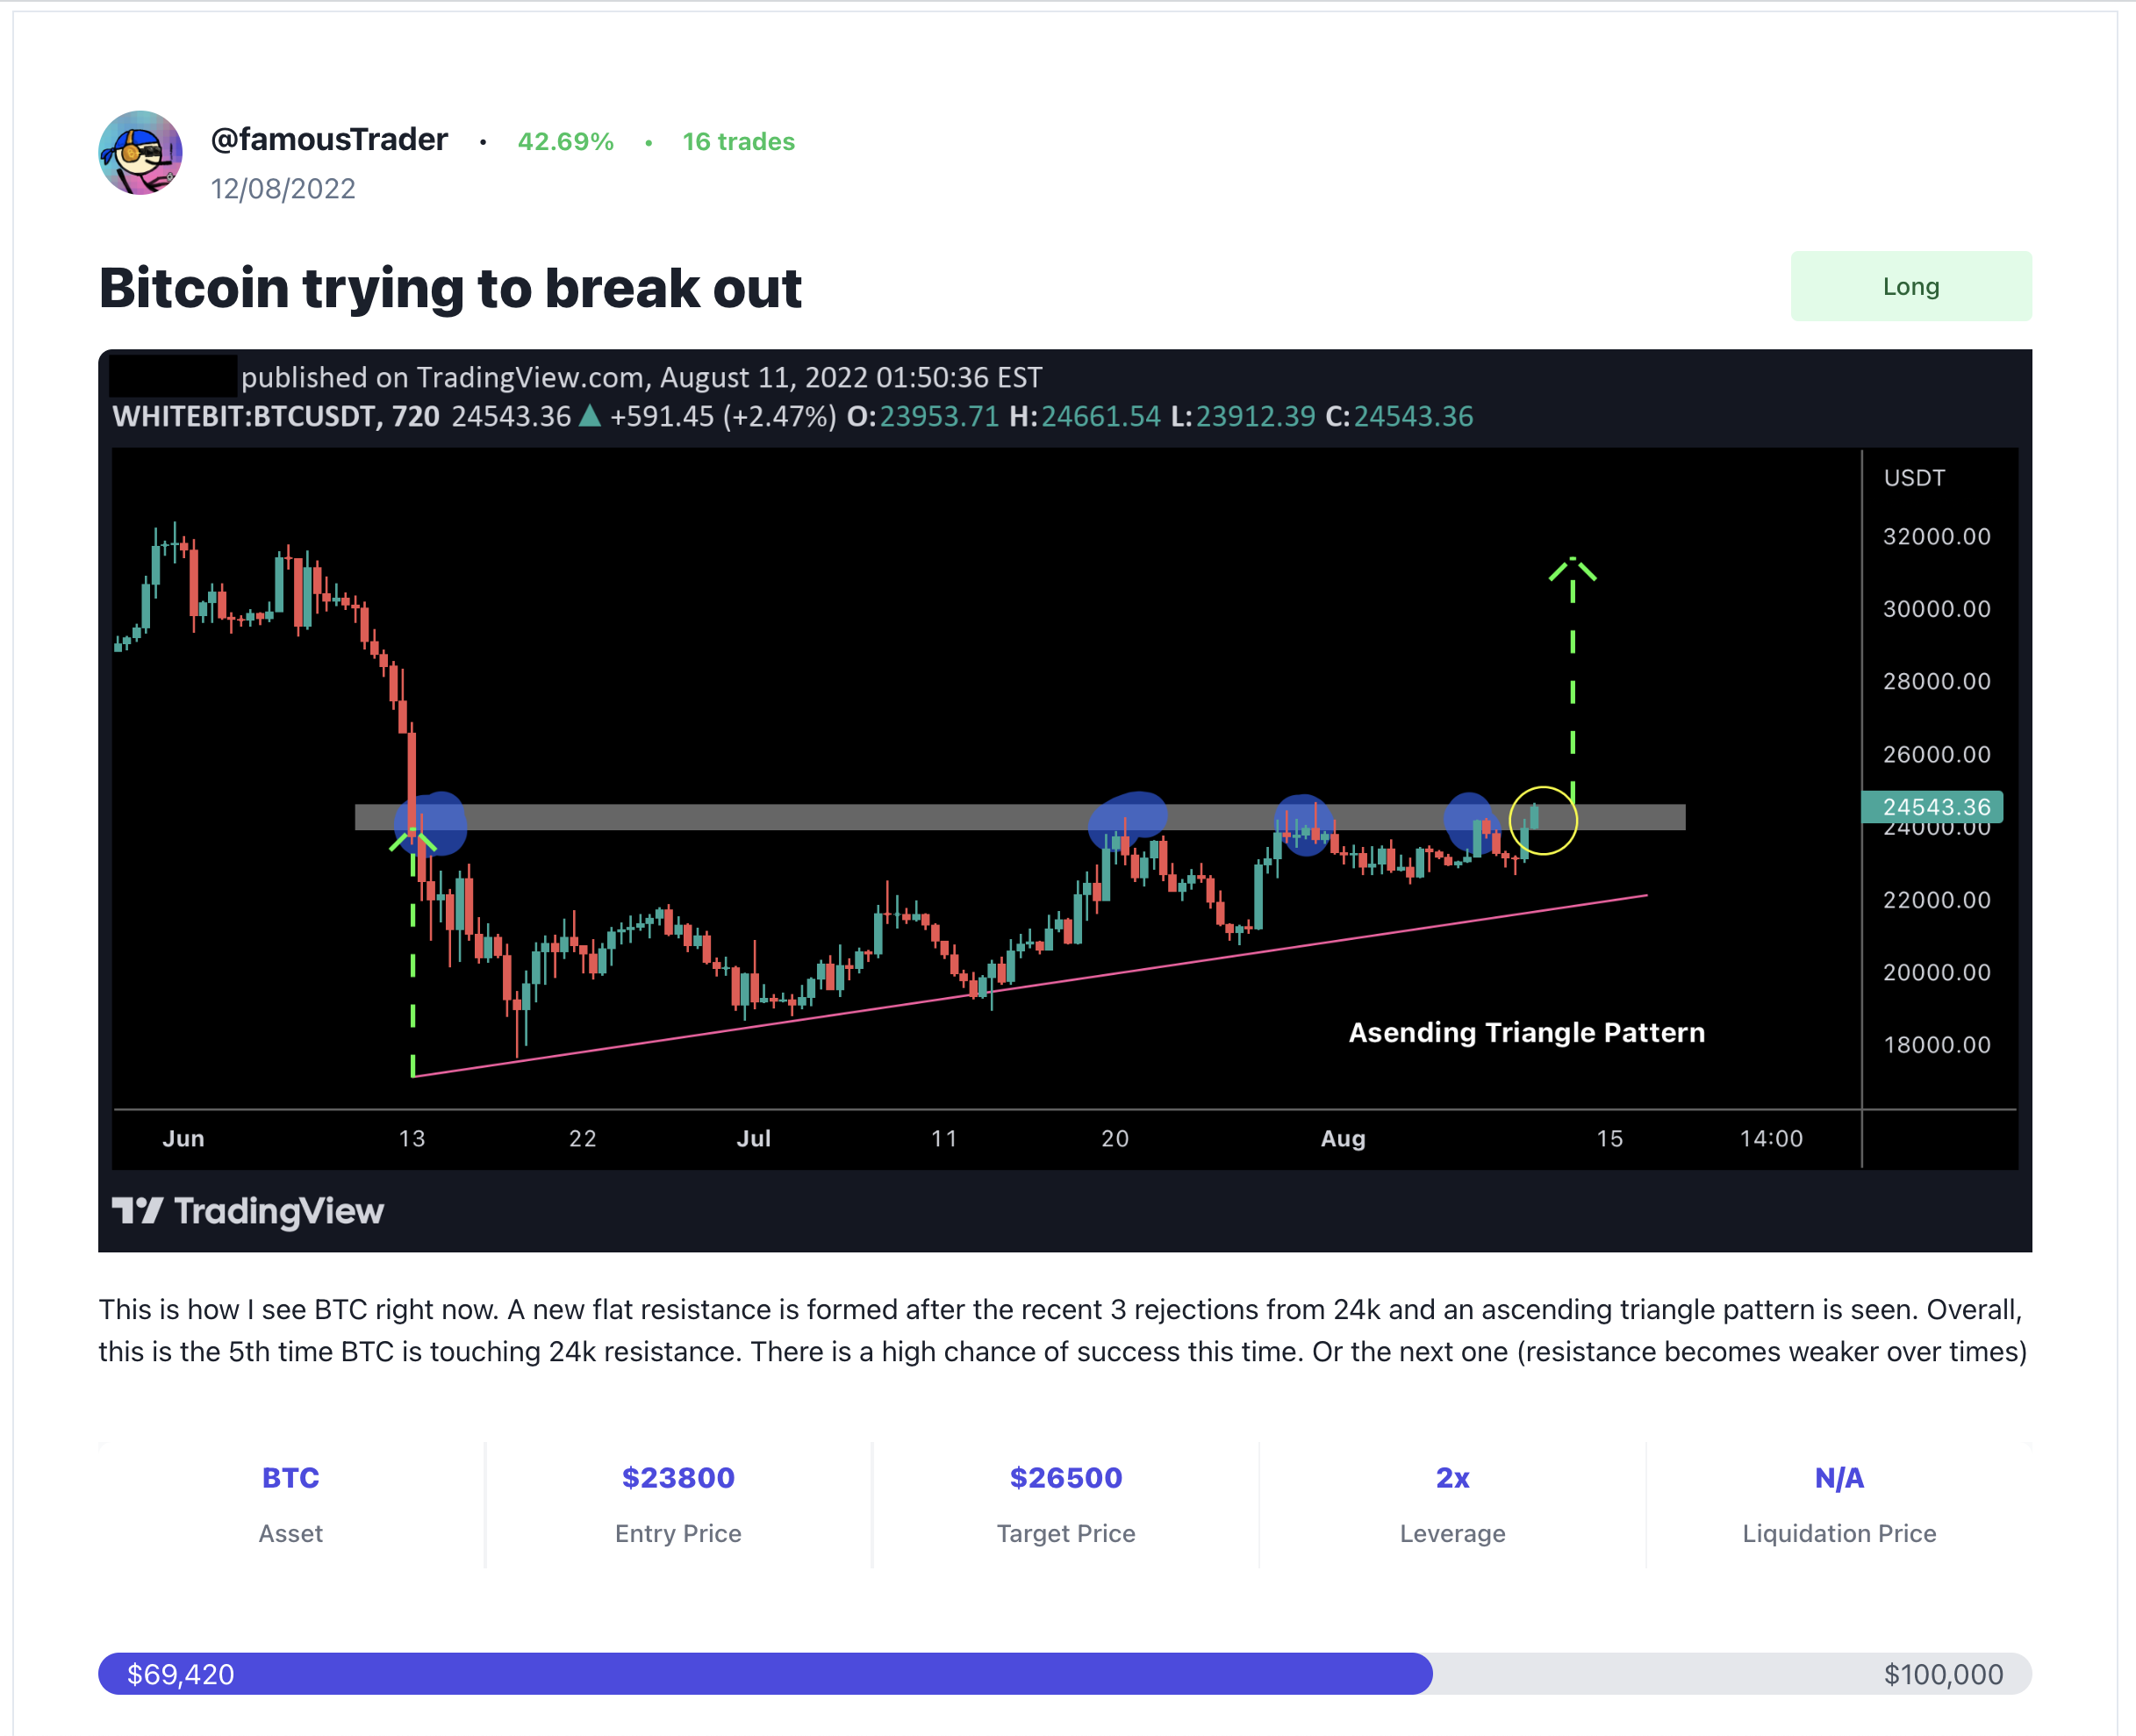 @famousTrader · 42.69% · 16 trades
12/08/2022
Bitcoin trying to break out
Long
published on TradingView.com, August 11, 2022 01:50:36 EST
WHITEBIT:BTCUSDT, 720 24543.36 ▲ +591.45 (+2.47%) O:23953.71 H:24661.54 L:23912.39 C:24543.36
USDT
32000.00
30000.00
28000.00
26000.00
24543.36
24000.00
22000.00
20000.00
Asending Triangle Pattern
18000.00
Jun 13 22 Jul 11 20 Aug 15 14:00
TradingView
This is how I see BTC right now. A new flat resistance is formed after the recent 3 rejections from 24k and an ascending triangle pattern is seen. Overall,
this is the 5th time BTC is touching 24k resistance. There is a high chance of success this time. Or the next one (resistance becomes weaker over times)
BTC $23800 $26500 2x N/A
Asset Entry Price Target Price Leverage Liquidation Price
$69,420 $100,000